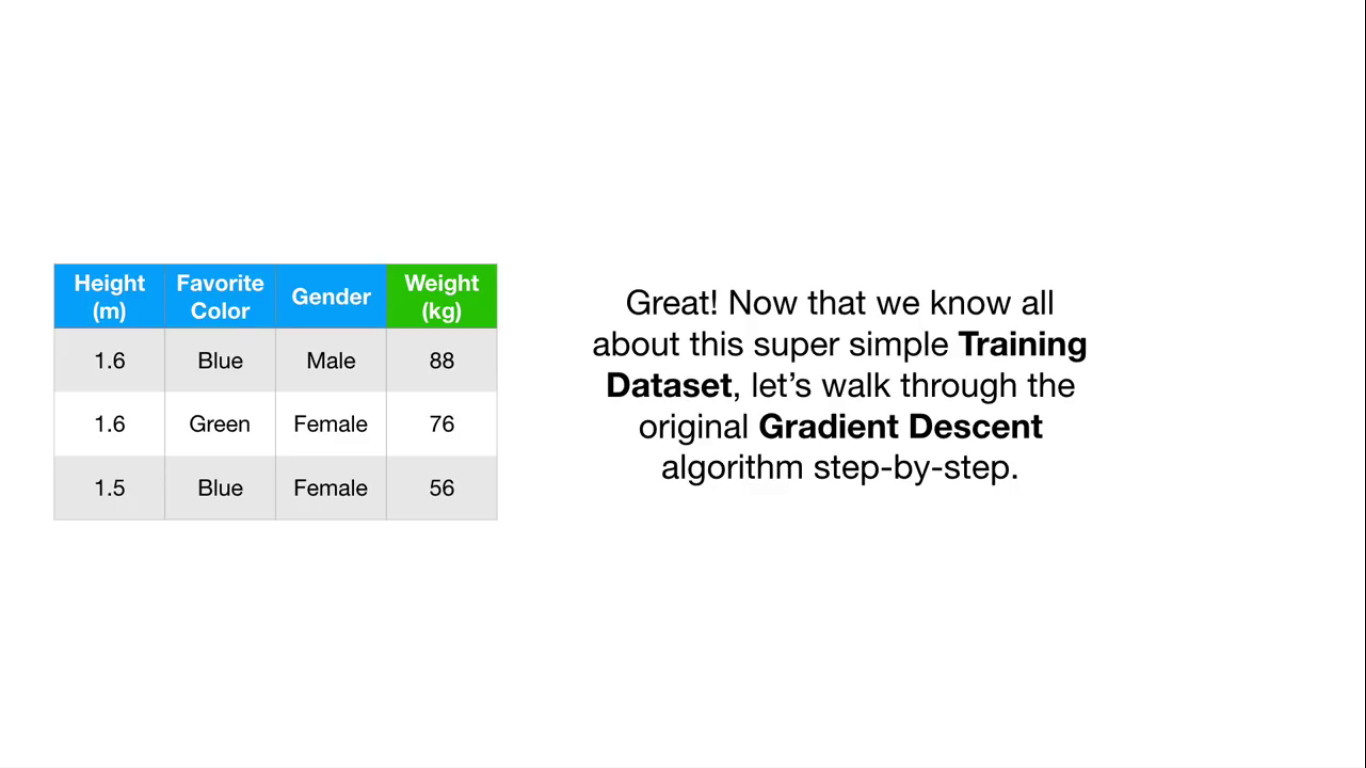 Height (m) Favorite Color Gender Weight (kg)
1.6 Blue Male 88
1.6 Green Female 76
1.5 Blue Female 56
Great! Now that we know all
about this super simple Training
Dataset, let’s walk through the
original Gradient Descent
algorithm step-by-step.